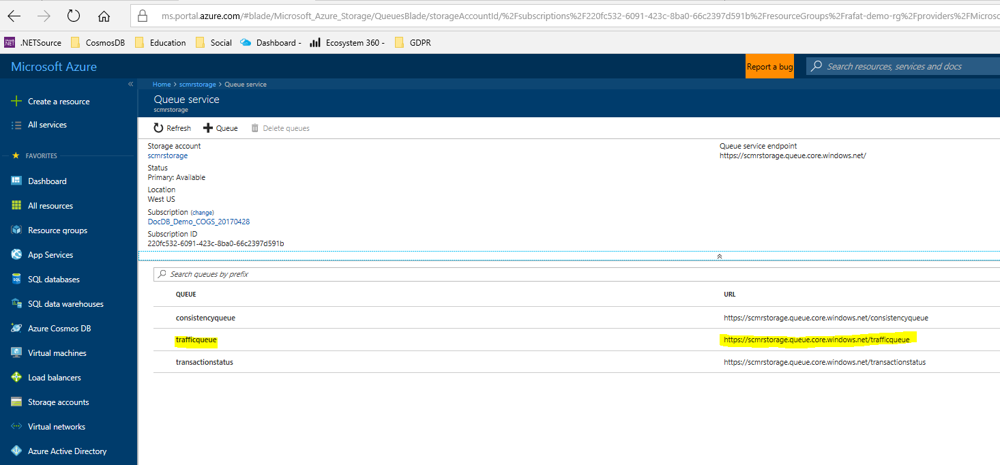 ms.portal.azure.com/#blade/Microsoft_Azure_Storage/QueuesBlade/storageAccountId/%2Fsubscriptions%2F220fc532-6091-423c-8ba0-66c2397d591b%2FresourceGroups%2Frafat-demo-rg%2Fproviders%2FMicrosc
.NET .NETSource CosmosDB Education Social Dashboard - Ecosystem 360 - GDPR
Microsoft Azure
Report a bug
Search resources, services and docs
Home > scmrstorage > Queue service
Queue service
scmrstorage
Create a resource
All services
FAVORITES
Dashboard
All resources
Resource groups
App Services
SQL databases
SQL data warehouses
Azure Cosmos DB
Virtual machines
Load balancers
Storage accounts
Virtual networks
Azure Active Directory
Refresh Queue Delete queues
Storage account
scmrstorage
Status
Primary: Available
Location
West US
Subscription (change)
DocDB_Demo_COGS_20170428
Subscription ID
220fc532-6091-423c-8ba0-66c2397d591b
Queue service endpoint
https://scmrstorage.queue.core.windows.net/
Search queues by prefix
QUEUE URL
consistencyqueue https://scmrstorage.queue.core.windows.net/consistencyqueue
trafficqueue https://scmrstorage.queue.core.windows.net/trafficqueue
transactionstatus https://scmrstorage.queue.core.windows.net/transactionstatus